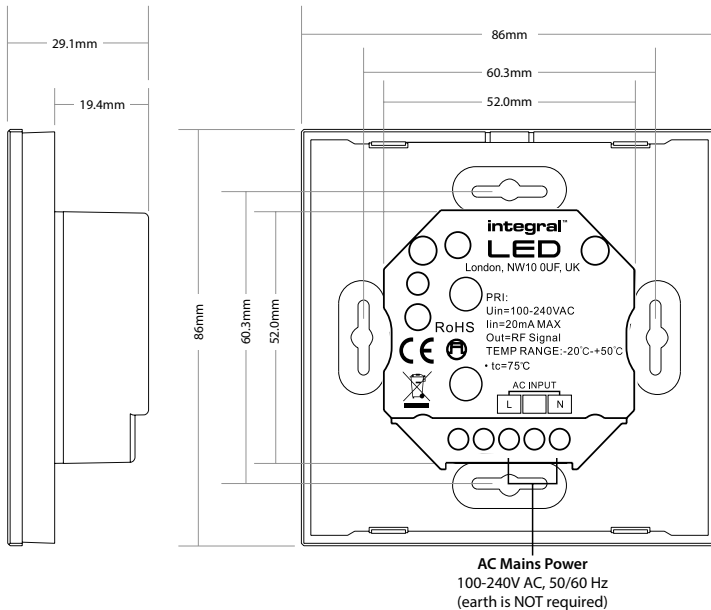 29.1mm
19.4mm
86mm
60.3mm
52.0mm
86mm
60.3mm
52.0mm
integral™
LED
London, NW10 0UF, UK
PRI:
Uin=100-240VAC
Iin=20mA MAX
Out=RF Signal
TEMP RANGE:-20℃-+50℃
• tc=75℃
RoHS
CE
AC INPUT
L N
AC Mains Power
100-240V AC, 50/60 Hz
(earth is NOT required)